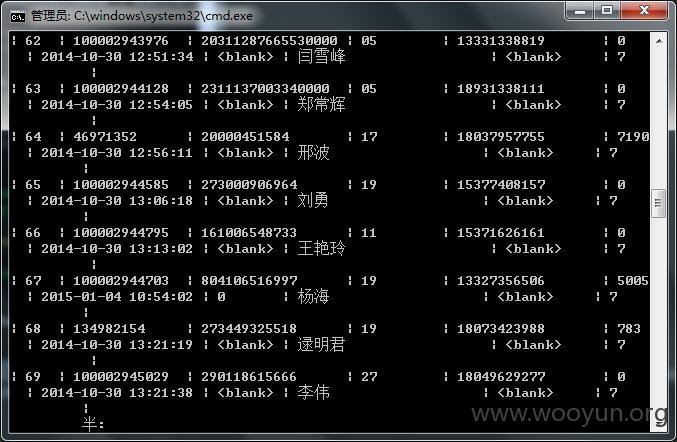 管理员: C:\windows\system32\cmd.exe
¦ 62 ¦ 100002943976 ¦ 20311287665530000 ¦ 05 ¦ 13331338819 ¦ 0
¦ 2014-10-30 12:51:34 ¦ <blank> ¦ 闫雪峰 ¦ <blank> ¦ 7
¦
¦ 63 ¦ 100002944128 ¦ 2311137003340000 ¦ 05 ¦ 18931338111 ¦ 0
¦ 2014-10-30 12:54:05 ¦ <blank> ¦ 郑常辉 ¦ <blank> ¦ 7
¦
¦ 64 ¦ 46971352 ¦ 20000451584 ¦ 17 ¦ 18037957755 ¦ 7190
¦ 2014-10-30 12:56:11 ¦ <blank> ¦ 邢波 ¦ <blank> ¦ 7
¦
¦ 65 ¦ 100002944585 ¦ 273000906964 ¦ 19 ¦ 15377408157 ¦ 0
¦ 2014-10-30 13:06:18 ¦ <blank> ¦ 刘勇 ¦ <blank> ¦ 7
¦
¦ 66 ¦ 100002944795 ¦ 161006548733 ¦ 11 ¦ 15371626161 ¦ 0
¦ 2014-10-30 13:13:02 ¦ <blank> ¦ 王艳玲 ¦ <blank> ¦ 7
¦
¦ 67 ¦ 100002944703 ¦ 804106516997 ¦ 19 ¦ 13327356506 ¦ 5005
¦ 2015-01-04 10:54:02 ¦ 0 ¦ 杨海 ¦ <blank> ¦ 7
¦
¦ 68 ¦ 134982154 ¦ 273449325518 ¦ 19 ¦ 18073423988 ¦ 783
¦ 2014-10-30 13:21:19 ¦ <blank> ¦ 逯明君 ¦ <blank> ¦ 7
¦
¦ 69 ¦ 100002945029 ¦ 290118615666 ¦ 27 ¦ 18049629277 ¦ 0
¦ 2014-10-30 13:21:38 ¦ <blank> ¦ 李伟 ¦ <blank> ¦ 7
¦
半:
www.wooyun.org